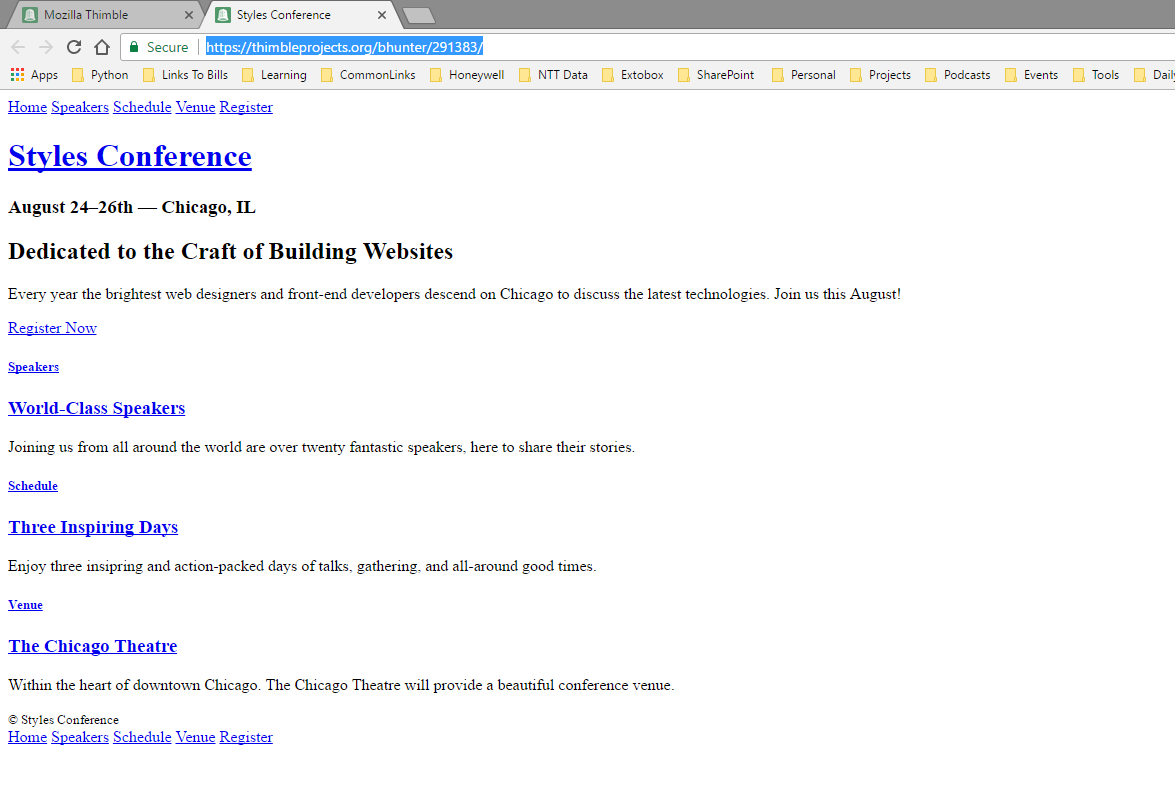 Mozilla Thimble
Styles Conference
Secure https://thimbleprojects.org/bhunter/291383/
Apps Python Links To Bills Learning CommonLinks Honeywell NTT Data Extobox SharePoint Personal Projects Podcasts Events Tools Daily
Home Speakers Schedule Venue Register
Styles Conference
August 24–26th — Chicago, IL
Dedicated to the Craft of Building Websites
Every year the brightest web designers and front-end developers descend on Chicago to discuss the latest technologies. Join us this August!
Register Now
Speakers
World-Class Speakers
Joining us from all around the world are over twenty fantastic speakers, here to share their stories.
Schedule
Three Inspiring Days
Enjoy three insipring and action-packed days of talks, gathering, and all-around good times.
Venue
The Chicago Theatre
Within the heart of downtown Chicago. The Chicago Theatre will provide a beautiful conference venue.
© Styles Conference
Home Speakers Schedule Venue Register